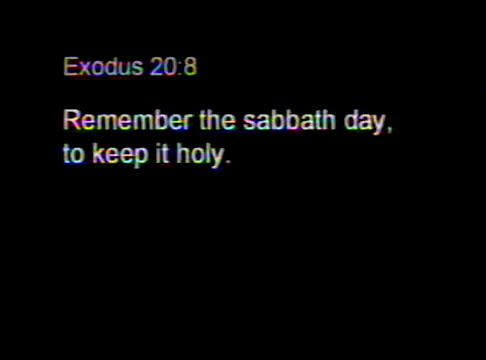 Exodus 20:8
Remember the sabbath day,
to keep it holy.